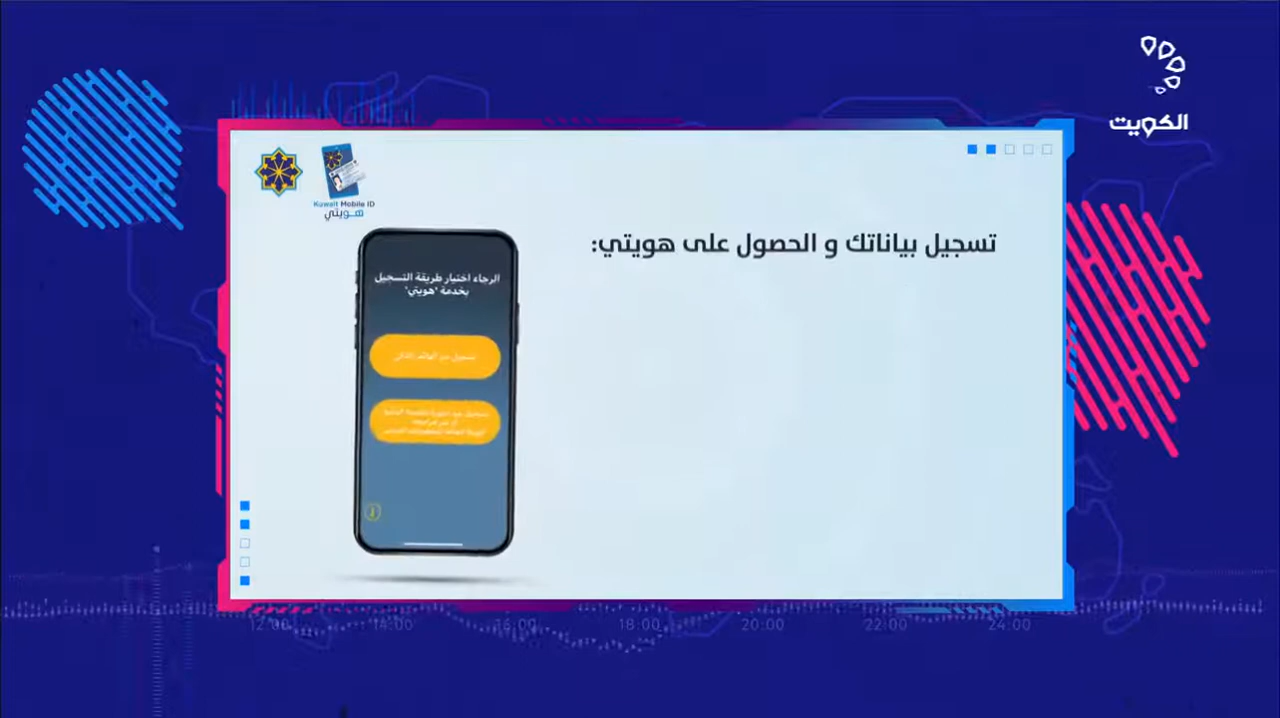 الكويت
Kuwait Mobile ID
هويتي
تسجيل بياناتك و الحصول على هويتي:
الرجاء اختيار طريقة التسجيل
بخدمة "هويتي"
12:00 14:00 16:00 18:00 20:00 22:00 24:00